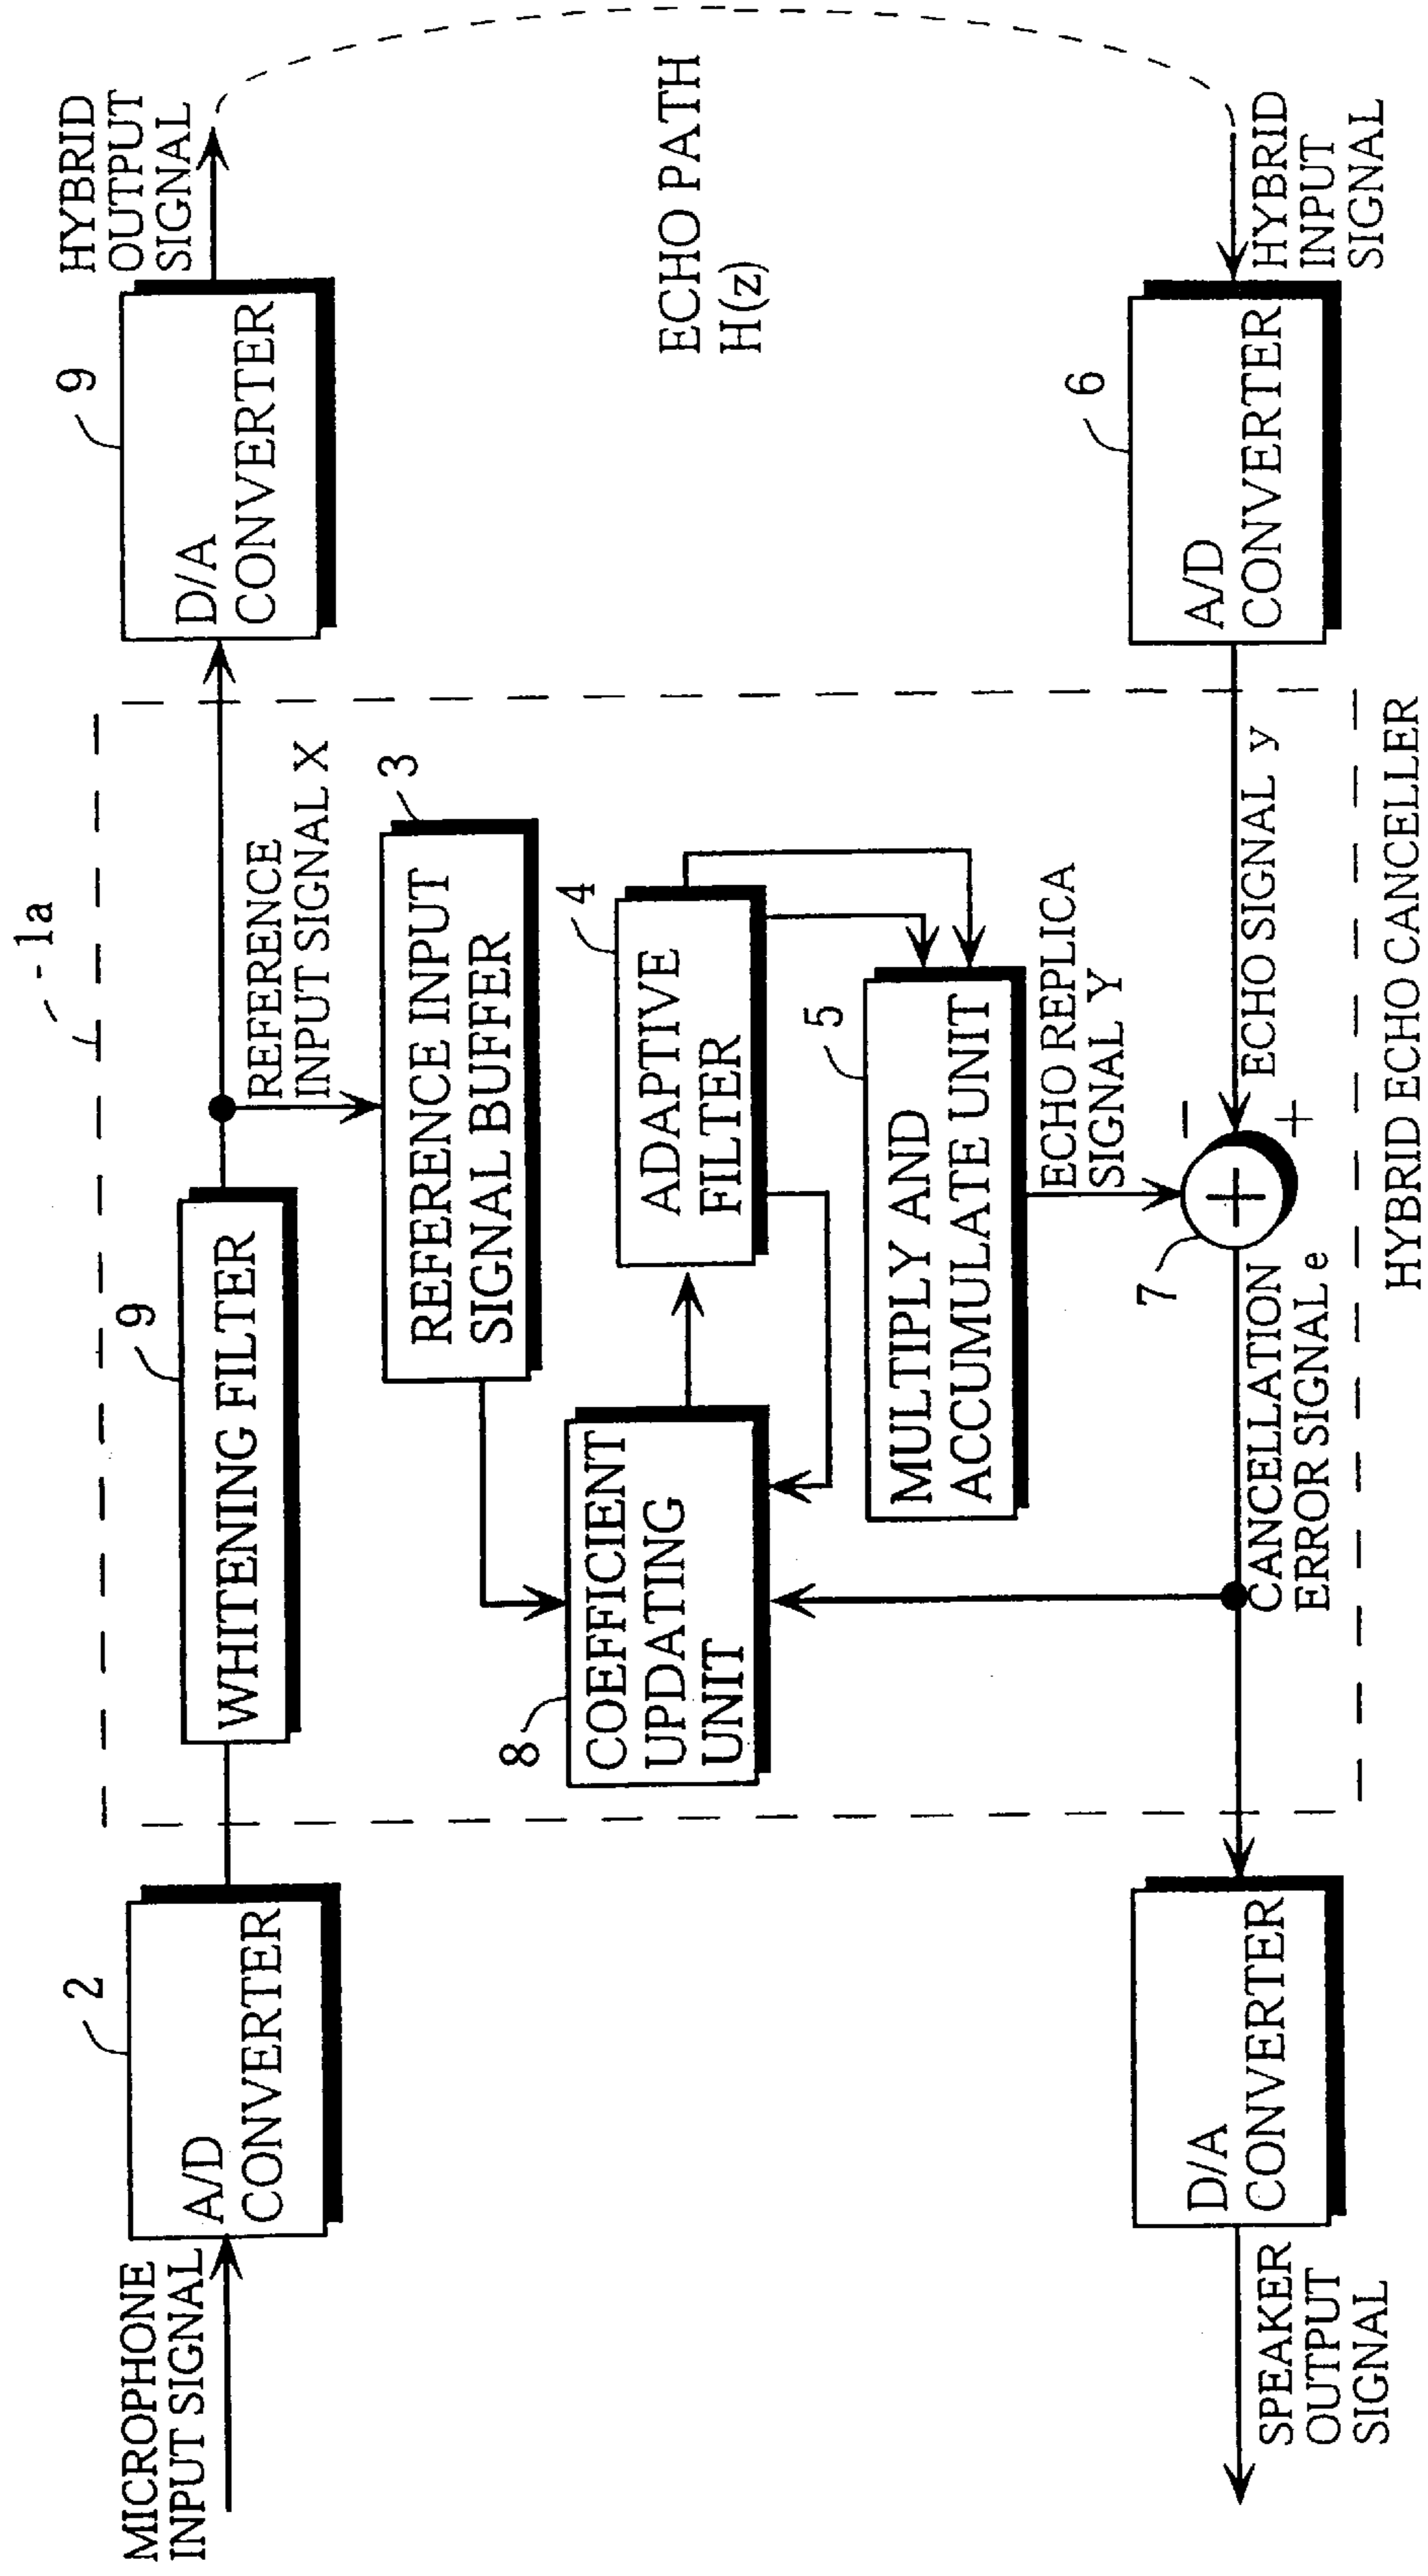 1a
MICROPHONE
INPUT SIGNAL
2
A/D
CONVERTER
9
WHITENING FILTER
REFERENCE
INPUT SIGNAL X
9
D/A
CONVERTER
HYBRID
OUTPUT
SIGNAL
3
REFERENCE INPUT
SIGNAL BUFFER
8
COEFFICIENT
UPDATING
UNIT
4
ADAPTIVE
FILTER
5
MULTIPLY AND
ACCUMULATE UNIT
ECHO REPLICA
SIGNAL Y
ECHO PATH
H(z)
SPEAKER
OUTPUT
SIGNAL
D/A
CONVERTER
CANCELLATION
ERROR SIGNAL e
7
+
−
+
ECHO SIGNAL y
6
A/D
CONVERTER
HYBRID
INPUT
SIGNAL
HYBRID ECHO CANCELLER